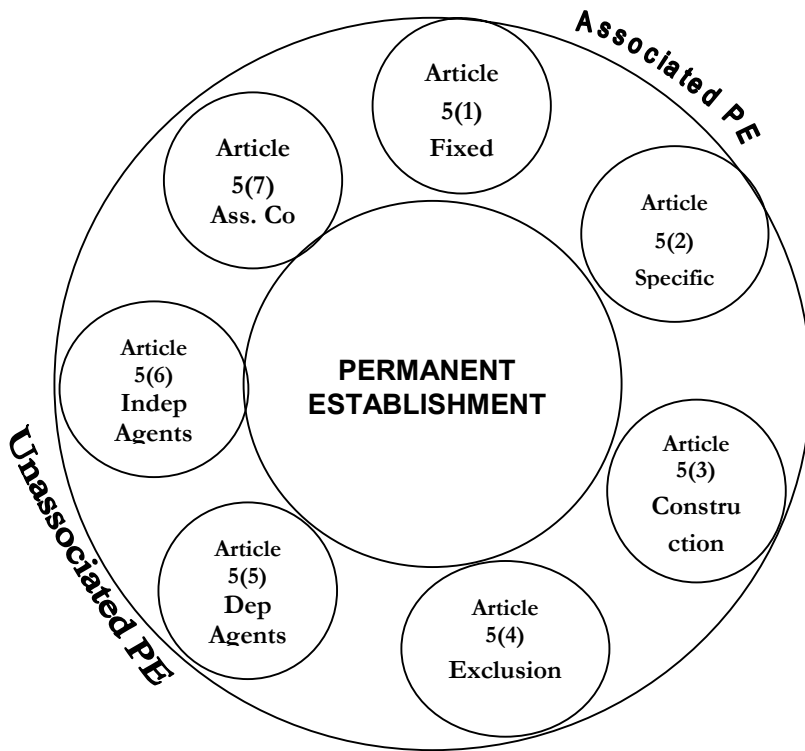 Associated PE
Article
5(1)
Fixed
Article
5(2)
Specific
Article
5(3)
Constru
ction
Article
5(4)
Exclusion
Article
5(5)
Dep
Agents
Article
5(6)
Indep
Agents
Article
5(7)
Ass. Co
PERMANENT
ESTABLISHMENT
Unassociated PE